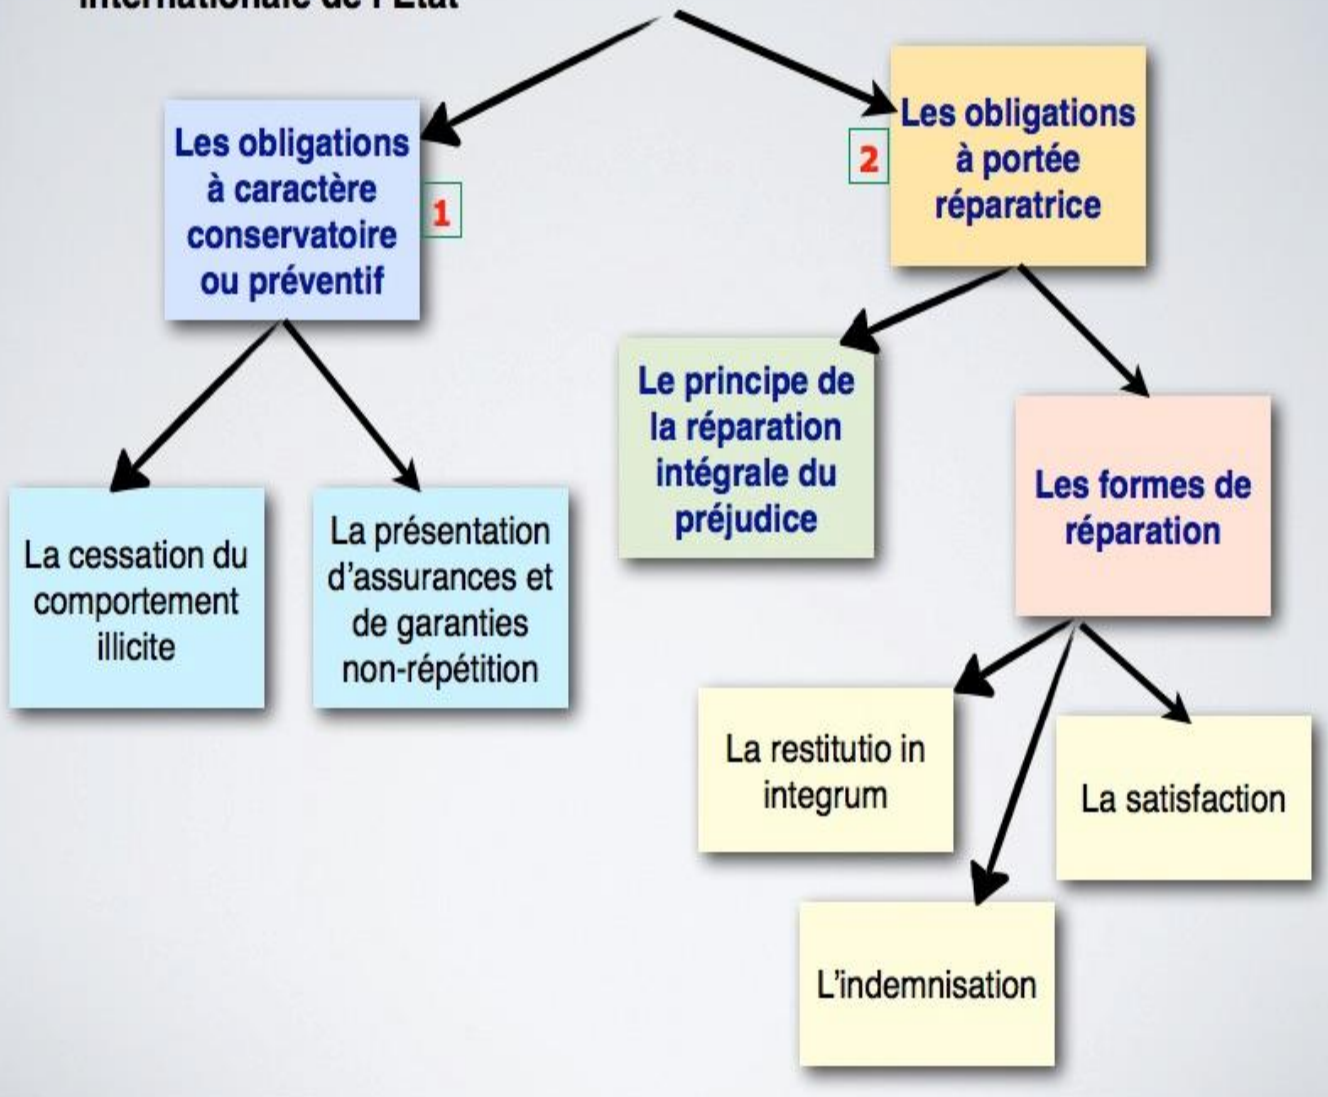 internationale de l'État
Les obligations
à caractère
conservatoire
ou préventif
1
2
Les obligations
à portée
réparatrice
Le principe de
la réparation
intégrale du
préjudice
Les formes de
réparation
La cessation du
comportement
illicite
La présentation
d'assurances et
de garanties
non-répétition
La restitutio in
integrum
La satisfaction
L'indemnisation